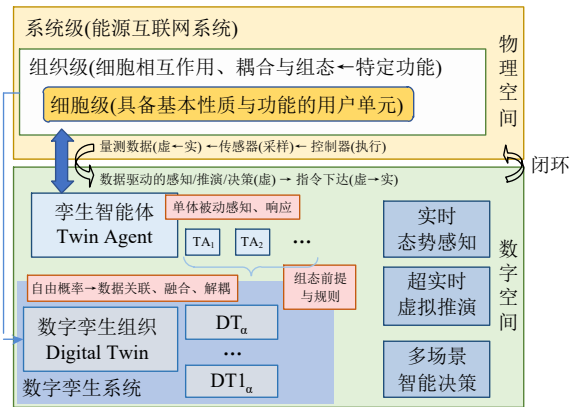 系统级(能源互联网系统)
组织级(细胞相互作用、耦合与组态←特定功能)
细胞级(具备基本性质与功能的用户单元)
物理空间
量测数据(虚←实) ←传感器(采样)← 控制器(执行)
闭环
数据驱动的感知/推演/决策(虚) → 指令下达(虚→实)
孪生智能体
Twin Agent
单体被动感知、响应
TA₁
TA₂
...
实时
态势感知
数字空间
自由概率→数据关联、融合、解耦
组态前提
与规则
超实时
虚拟推演
数字孪生组织
Digital Twin
DTα
...
DT1α
多场景
智能决策
数字孪生系统